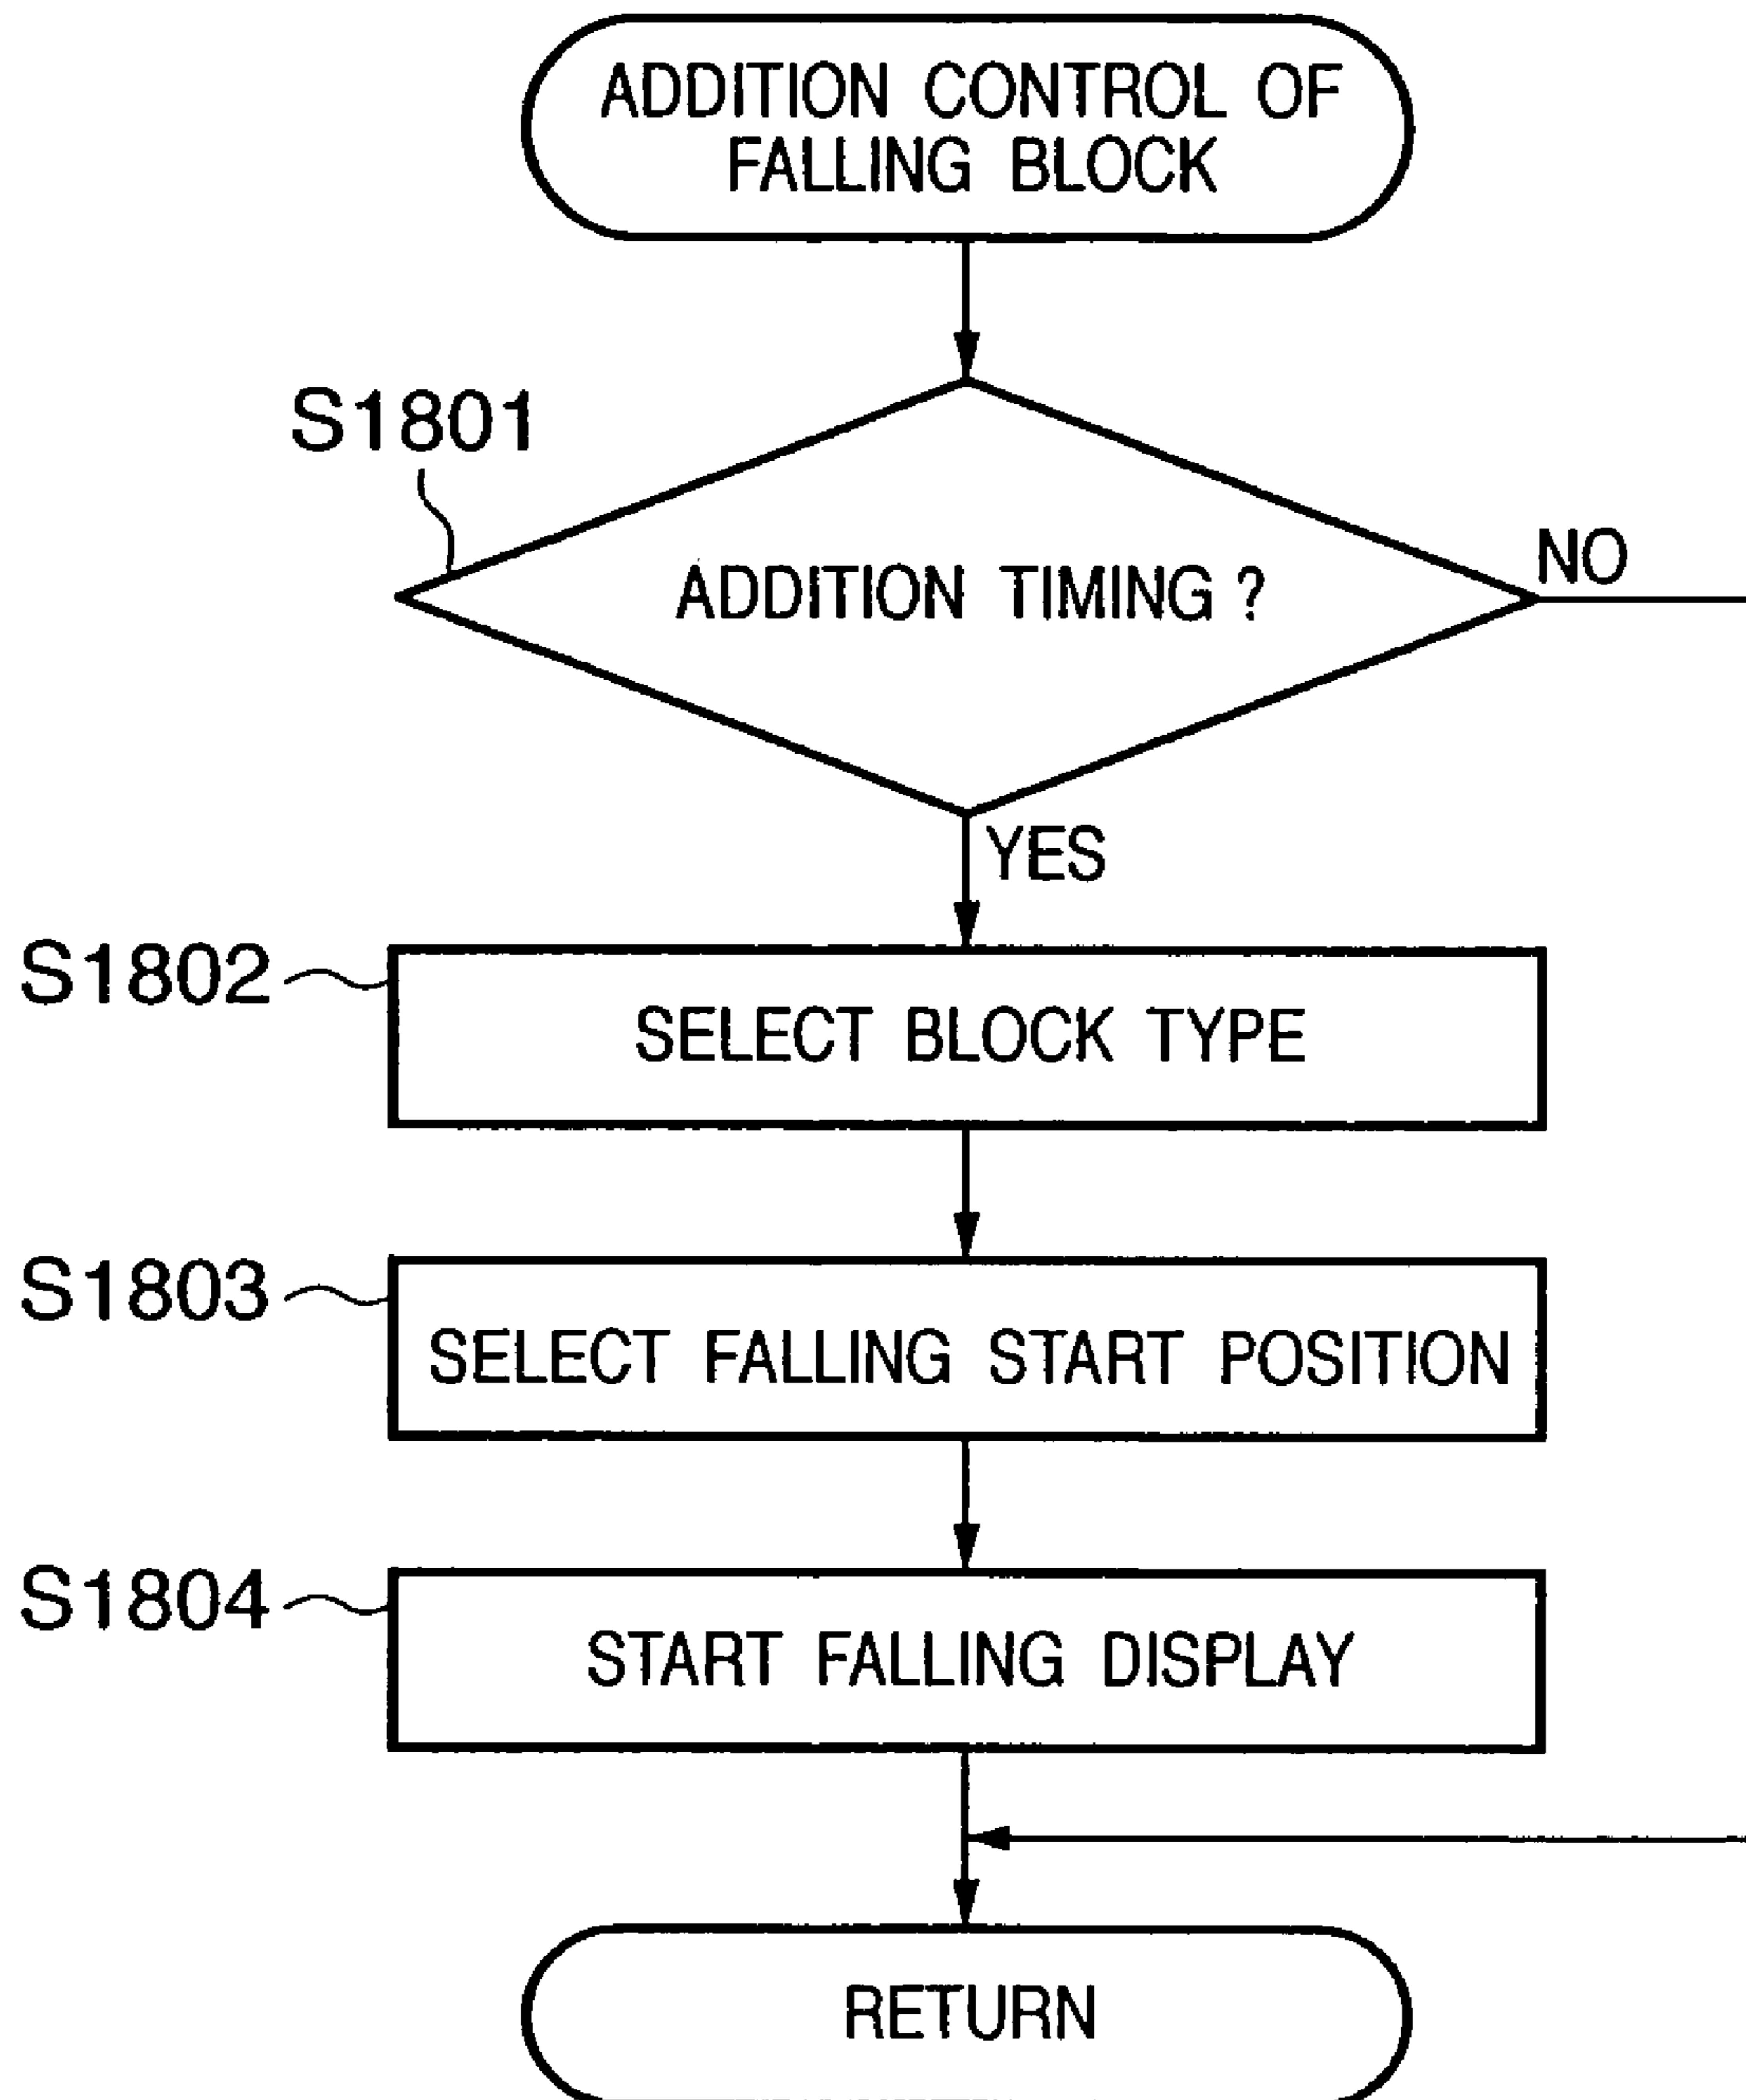 ADDITION CONTROL OF
FALLING BLOCK
S1801
ADDITION TIMING ?
NO
YES
S1802
SELECT BLOCK TYPE
S1803
SELECT FALLING START POSITION
S1804
START FALLING DISPLAY
RETURN